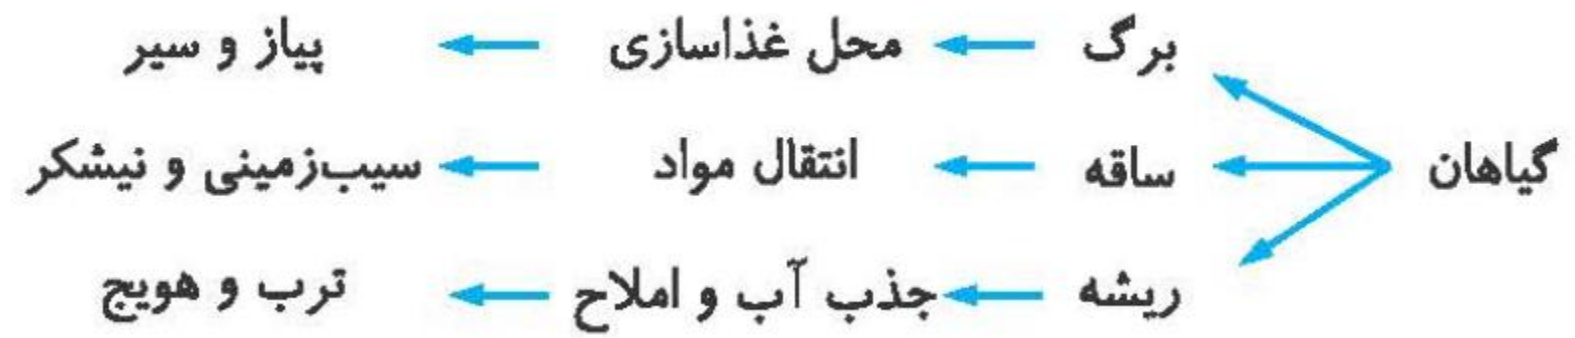 برگ محل غذاسازی پیاز و سیر
گیاهان ساقه انتقال مواد سیب‌زمینی و نیشکر
ریشه جذب آب و املاح ترب و هویج